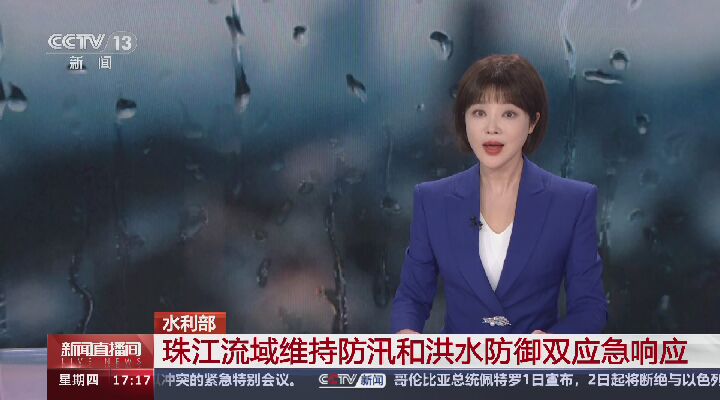 CCTV 13
新闻
水利部
珠江流域维持防汛和洪水防御双应急响应
新闻直播间
LIVE NEWS
星期四 17:17
冲突的紧急特别会议。 CCTV 新闻 哥伦比亚总统佩特罗1日宣布，2日起将断绝与以色列